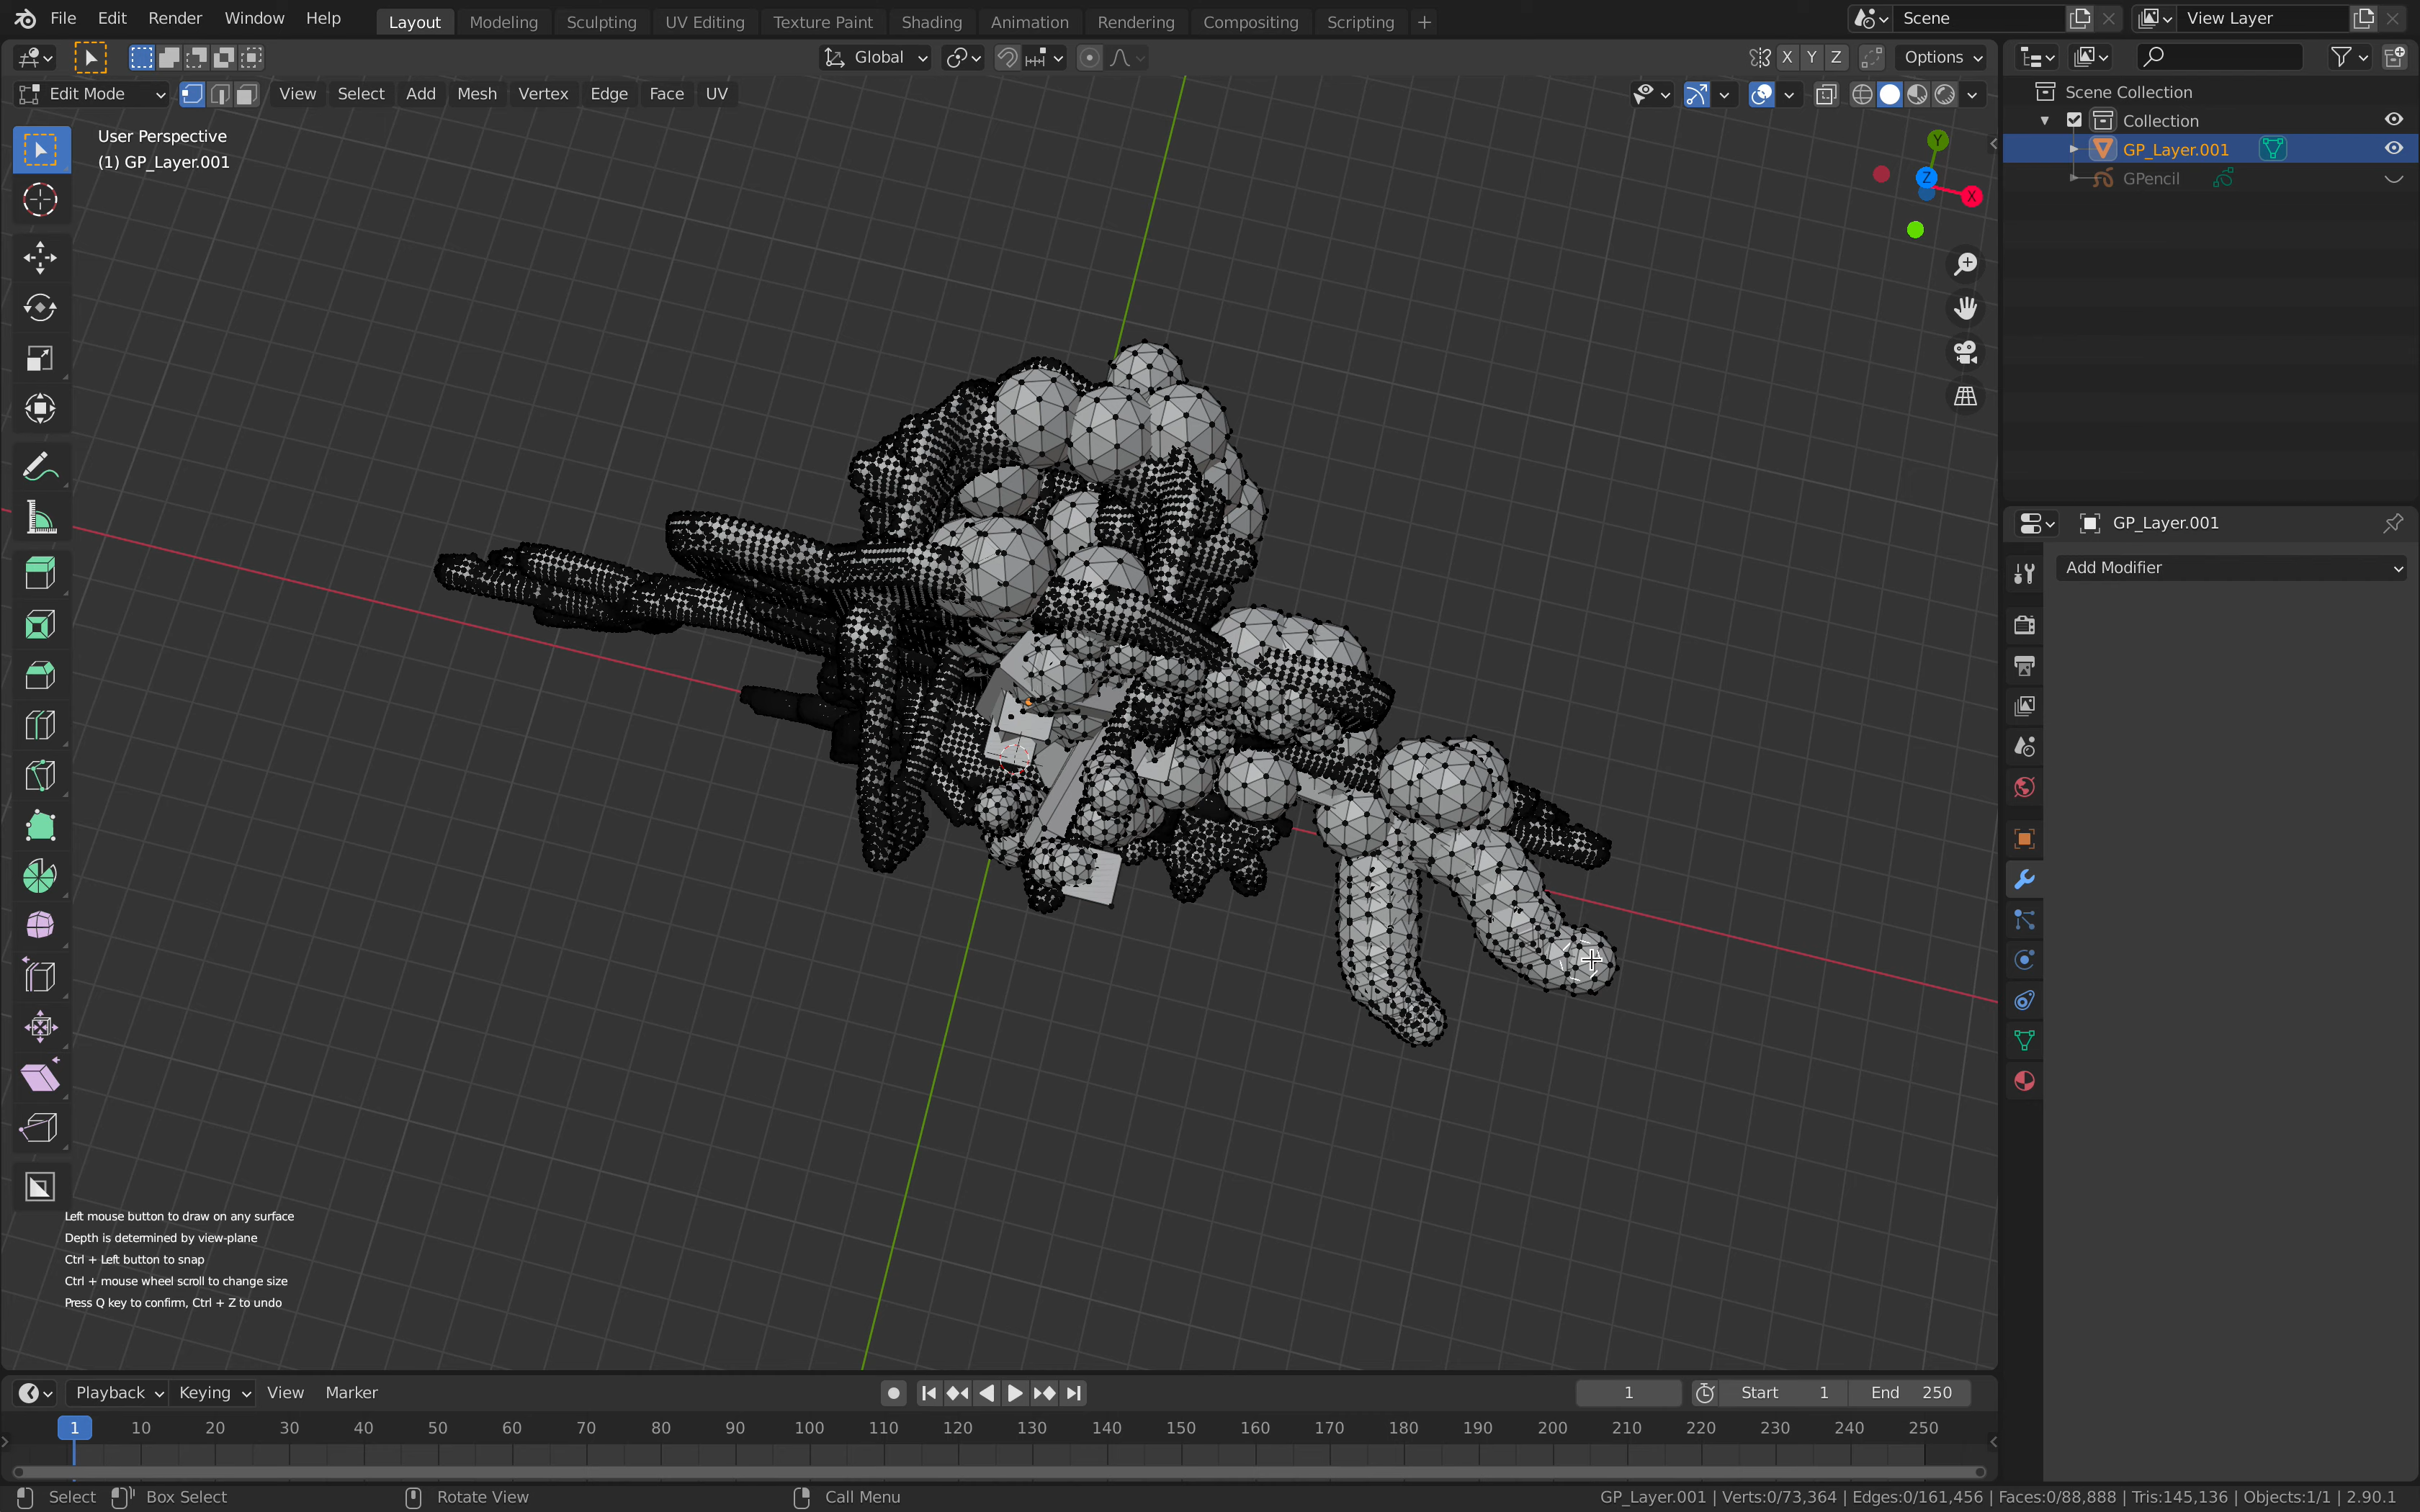 File Edit Render Window Help Layout Modeling Sculpting UV Editing Texture Paint Shading Animation Rendering Compositing Scripting + Scene View Layer
Global X Y Z Options
Edit Mode View Select Add Mesh Vertex Edge Face UV
User Perspective
(1) GP_Layer.001
Y
Z
X
Scene Collection
Collection
GP_Layer.001
GPencil
GP_Layer.001
Add Modifier
Left mouse button to draw on any surface
Depth is determined by view-plane
Ctrl + Left button to snap
Ctrl + mouse wheel scroll to change size
Press Q key to confirm, Ctrl + Z to undo
Playback Keying View Marker 1 Start 1 End 250
1 10 20 30 40 50 60 70 80 90 100 110 120 130 140 150 160 170 180 190 200 210 220 230 240 250
Select Box Select Rotate View Call Menu GP_Layer.001 | Verts:0/73,364 | Edges:0/161,456 | Faces:0/88,888 | Tris:145,136 | Objects:1/1 | 2.90.1